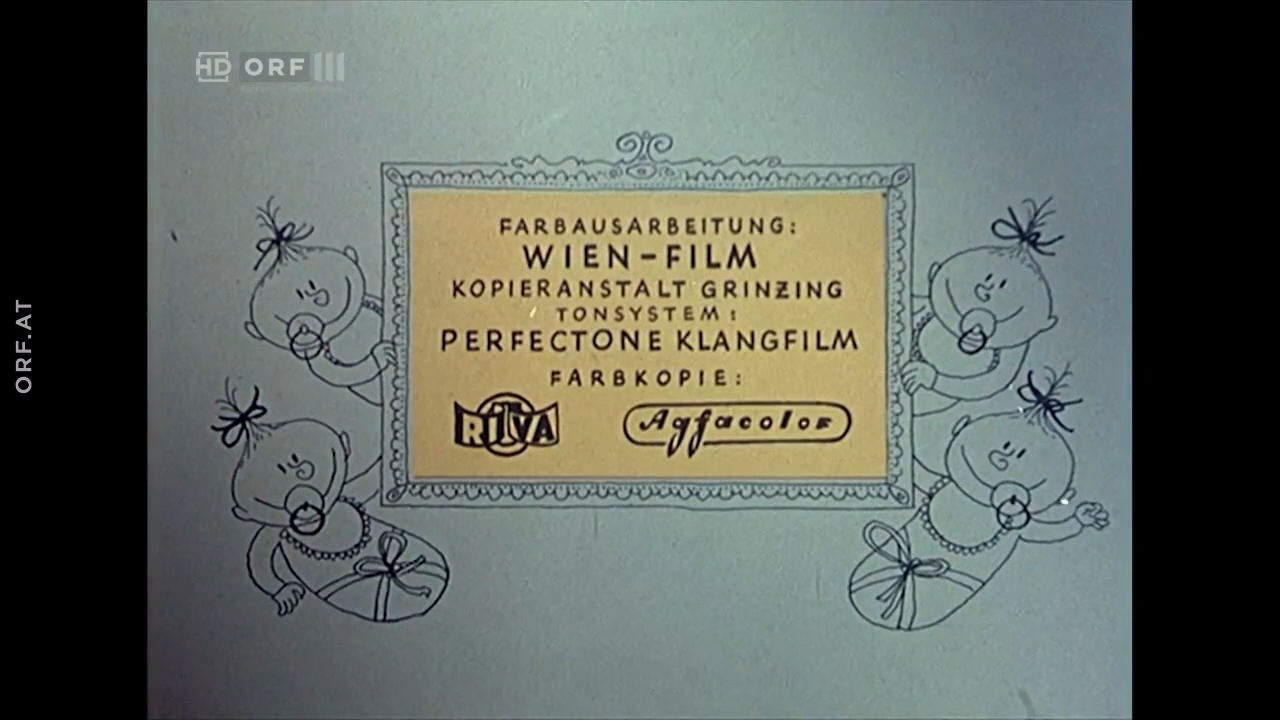 HD ORF III
ORF.AT
FARBAUSARBEITUNG:
WIEN-FILM
KOPIERANSTALT GRINZING
TONSYSTEM:
PERFECTONE KLANGFILM
FARBKOPIE:
RIVA Agfacolor